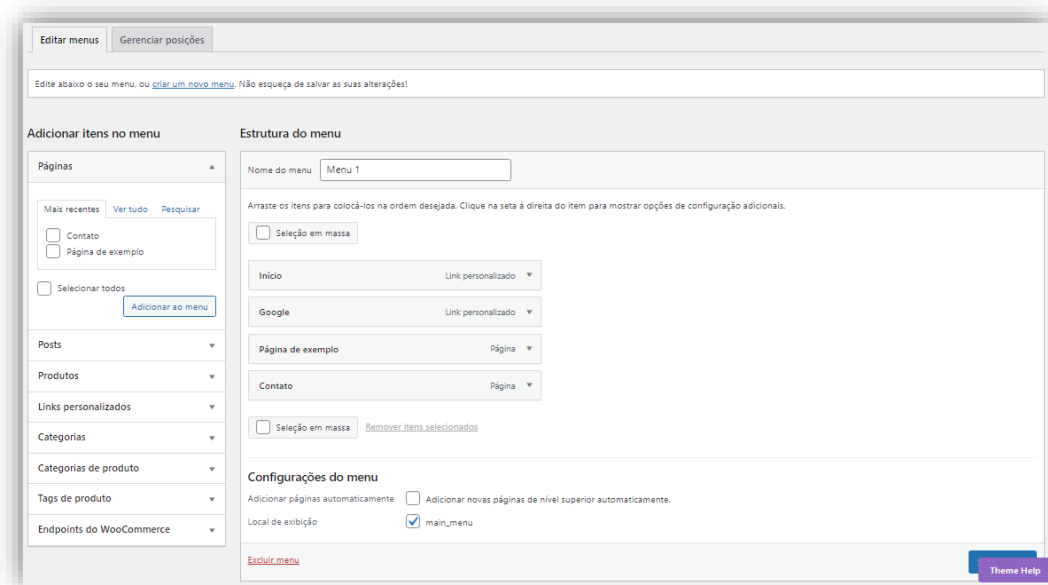 Editar menus Gerenciar posições
Edite abaixo o seu menu, ou criar um novo menu. Não esqueça de salvar as suas alterações!
Adicionar itens no menu
Páginas
Mais recentes Ver tudo Pesquisar
Contato
Página de exemplo
Selecionar todos
Adicionar ao menu
Posts
Produtos
Links personalizados
Categorias
Categorias de produto
Tags de produto
Endpoints do WooCommerce
Estrutura do menu
Nome do menu Menu 1
Arraste os itens para colocá-los na ordem desejada. Clique na seta à direita do item para mostrar opções de configuração adicionais.
Seleção em massa
Início Link personalizado
Google Link personalizado
Página de exemplo Página
Contato Página
Seleção em massa Remover itens selecionados
Configurações do menu
Adicionar páginas automaticamente Adicionar novas páginas de nível superior automaticamente.
Local de exibição main_menu
Excluir menu
Theme Help